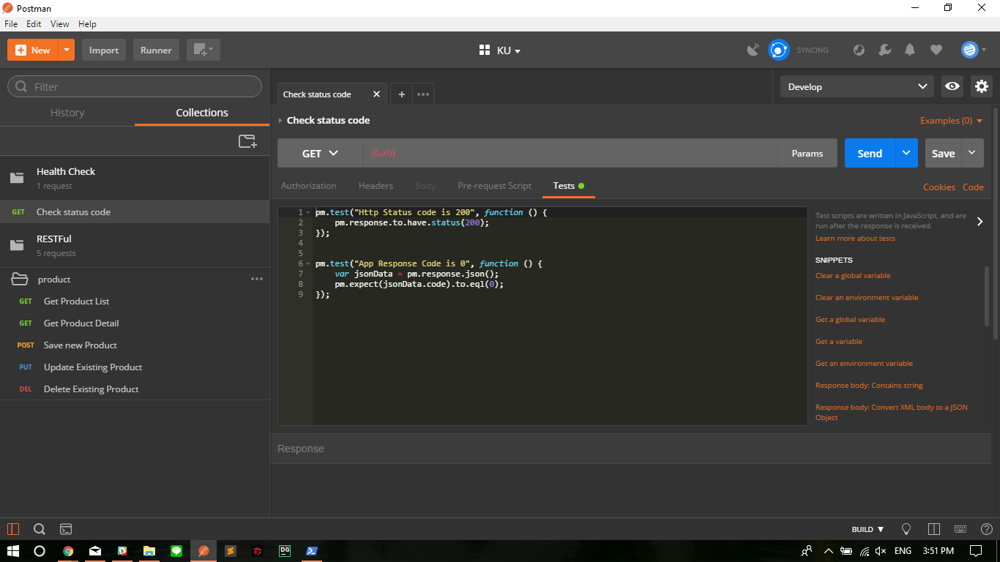 Postman
File Edit View Help
New Import Runner KU SYNCING
Filter
History Collections
Health Check
1 request
GET Check status code
RESTFul
5 requests
product
GET Get Product List
GET Get Product Detail
POST Save new Product
PUT Update Existing Product
DEL Delete Existing Product
Check status code Develop
Check status code Examples (0)
GET {{url}} Params Send Save
Authorization Headers Body Pre-request Script Tests Cookies Code
1 pm.test("Http Status code is 200", function () {
2 pm.response.to.have.status(200);
3 });
4
5
6 pm.test("App Response Code is 0", function () {
7 var jsonData = pm.response.json();
8 pm.expect(jsonData.code).to.eql(0);
9 });
Test scripts are written in JavaScript, and are
run after the response is received.
Learn more about tests
SNIPPETS
Clear a global variable
Clear an environment variable
Get a global variable
Get a variable
Get an environment variable
Response body: Contains string
Response body: Convert XML body to a JSON
Object
Response
BUILD
DG ENG 3:51 PM